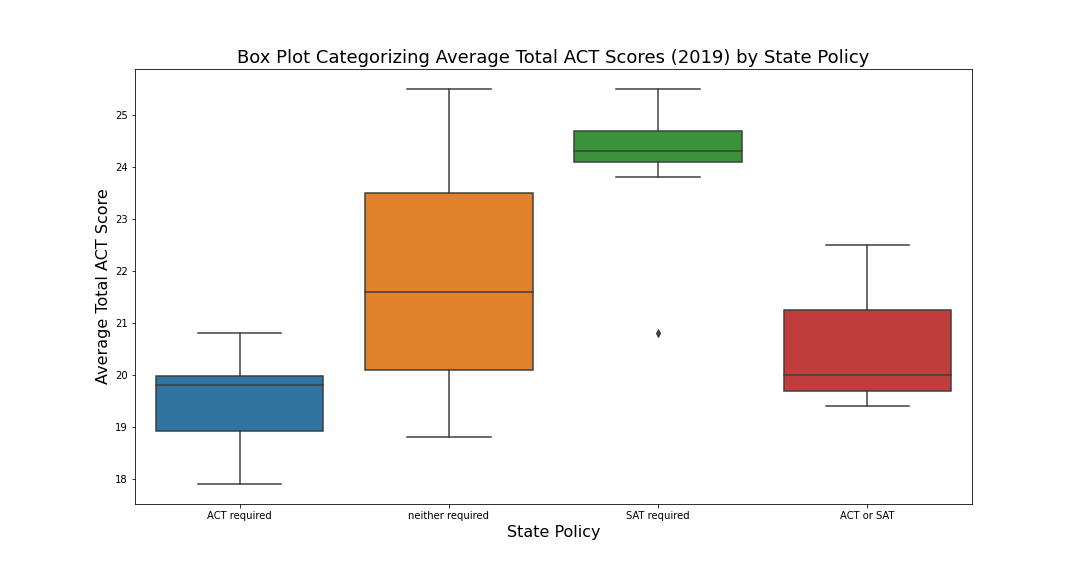 Box Plot Categorizing Average Total ACT Scores (2019) by State Policy
Average Total ACT Score
25
24
23
22
21
20
19
18
ACT required
neither required
SAT required
ACT or SAT
State Policy